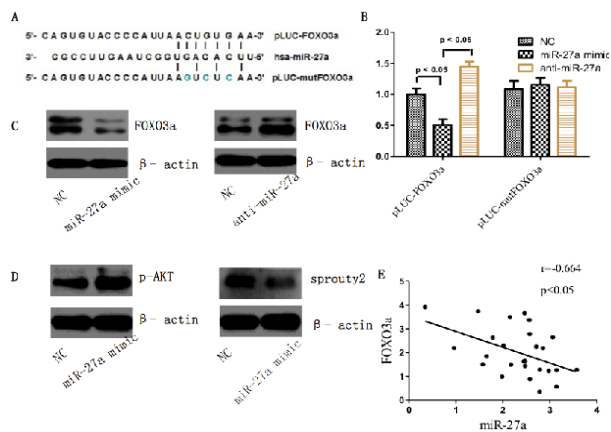 A
5'- CAGUGUACCCCAUUAACUGUGAA-3' pLUC-FOXO3a
3'- CGCCUUGAAUCGGUGACACUU-5' hsa-miR-27a
5'- CAGUGUACCCCAUUAAGUCUCAA-3' pLUC-mutFOXO3a
B
NC
miR-27a mimic
anti-miR-27a
p < 0.05
p < 0.05
1.5
1.0
0.5
0.0
pLUC-FOXO3a
pLUC-mutFOXO3a
C
FOXO3a
β- actin
NC
miR-27a mimic
FOXO3a
β- actin
NC
anti-miR-27a
D
p-AKT
β- actin
NC
miR-27a mimic
sprouty2
β- actin
NC
miR-27a mimic
E
r=-0.664
p<0.05
FOXO3a
5
4
3
2
1
0
0 1 2 3 4
miR-27a